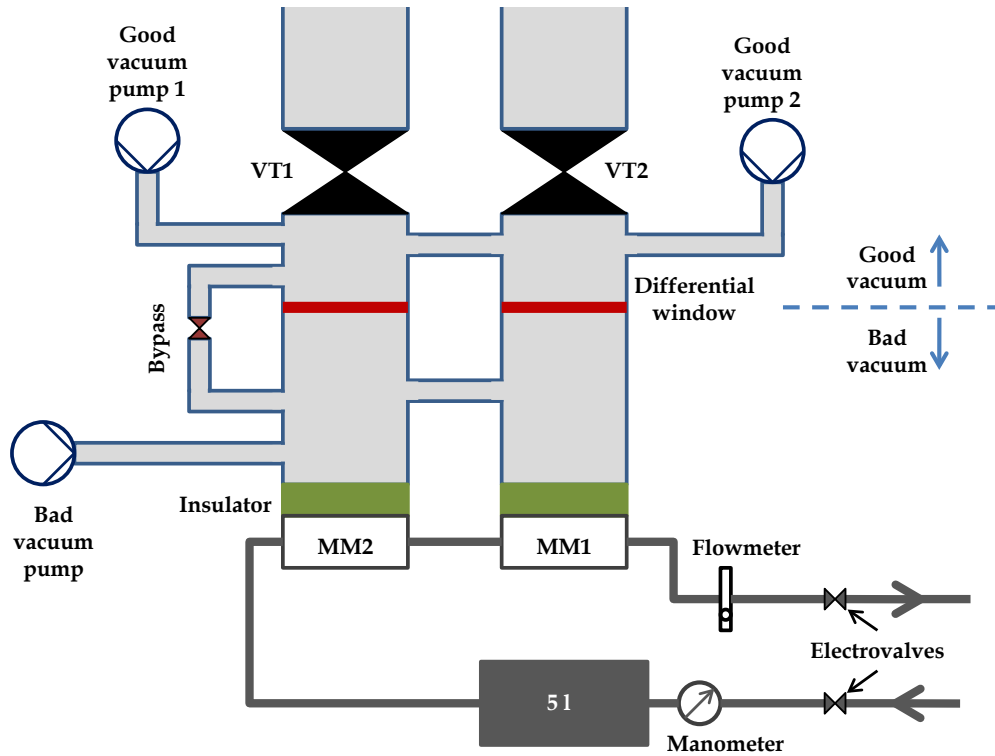 Good
vacuum
pump 1
Good
vacuum
pump 2
VT1
VT2
Good
vacuum
Differential
window
Bad
vacuum
Bypass
Insulator
Bad
vacuum
pump
MM2
MM1
Flowmeter
Electrovalves
5 l
Manometer